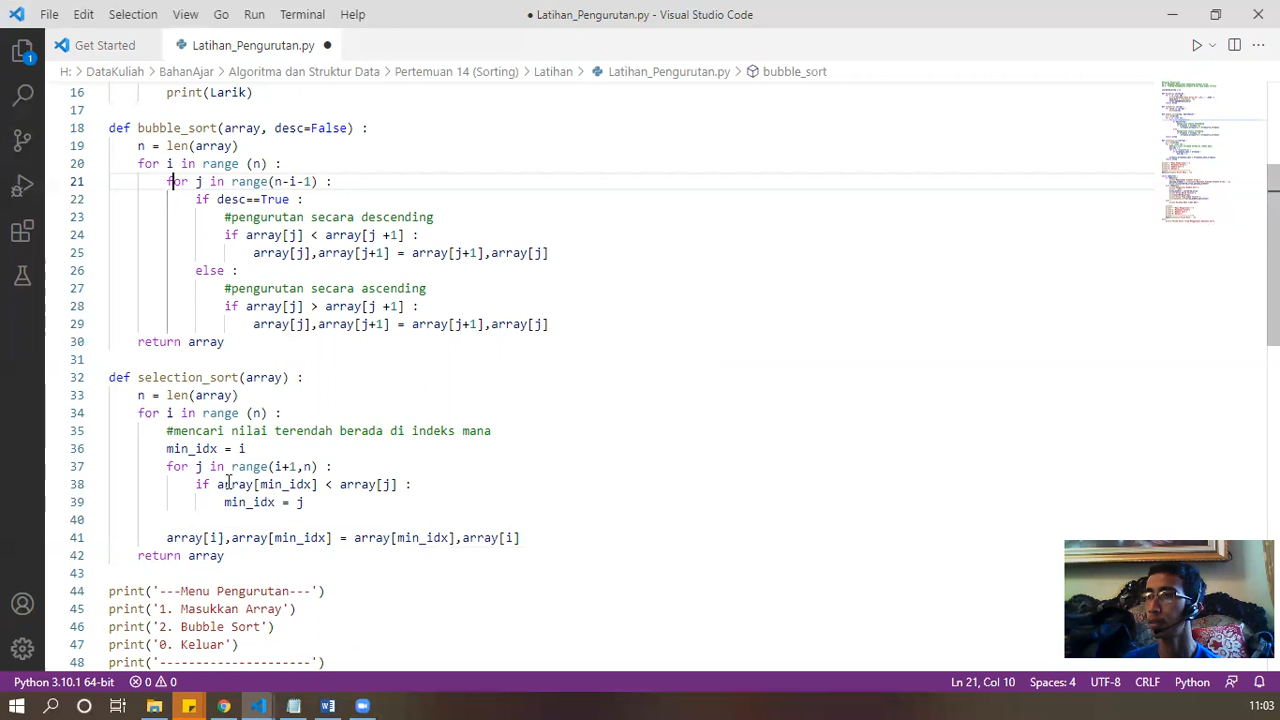 File Edit Selection View Go Run Terminal Help
● Latihan_Pengurutan.py - Visual Studio Code
Get Started
Latihan_Pengurutan.py ●
H: > DataKuliah > BahanAjar > Algoritma dan Struktur Data > Pertemuan 14 (Sorting) > Latihan > Latihan_Pengurutan.py > bubble_sort
16 print(Larik)
17
18 def bubble_sort(array, desc=False) :
19 n = len(array)
20 for i in range (n) :
21 for j in range(n-i-1) :
22 if desc==True :
23 #pengurutan secara descending
24 if array[j] < array[j +1] :
25 array[j],array[j+1] = array[j+1],array[j]
26 else :
27 #pengurutan secara ascending
28 if array[j] > array[j +1] :
29 array[j],array[j+1] = array[j+1],array[j]
30 return array
31
32 def selection_sort(array) :
33 n = len(array)
34 for i in range (n) :
35 #mencari nilai terendah berada di indeks mana
36 min_idx = i
37 for j in range(i+1,n) :
38 if array[min_idx] < array[j] :
39 min_idx = j
40
41 array[i],array[min_idx] = array[min_idx],array[i]
42 return array
43
44 print('---Menu Pengurutan---')
45 print('1. Masukkan Array')
46 print('2. Bubble Sort')
47 print('0. Keluar')
48 print('---------------------')
1
Python 3.10.1 64-bit
0 0
Ln 21, Col 10
Spaces: 4
UTF-8
CRLF
Python
11:03